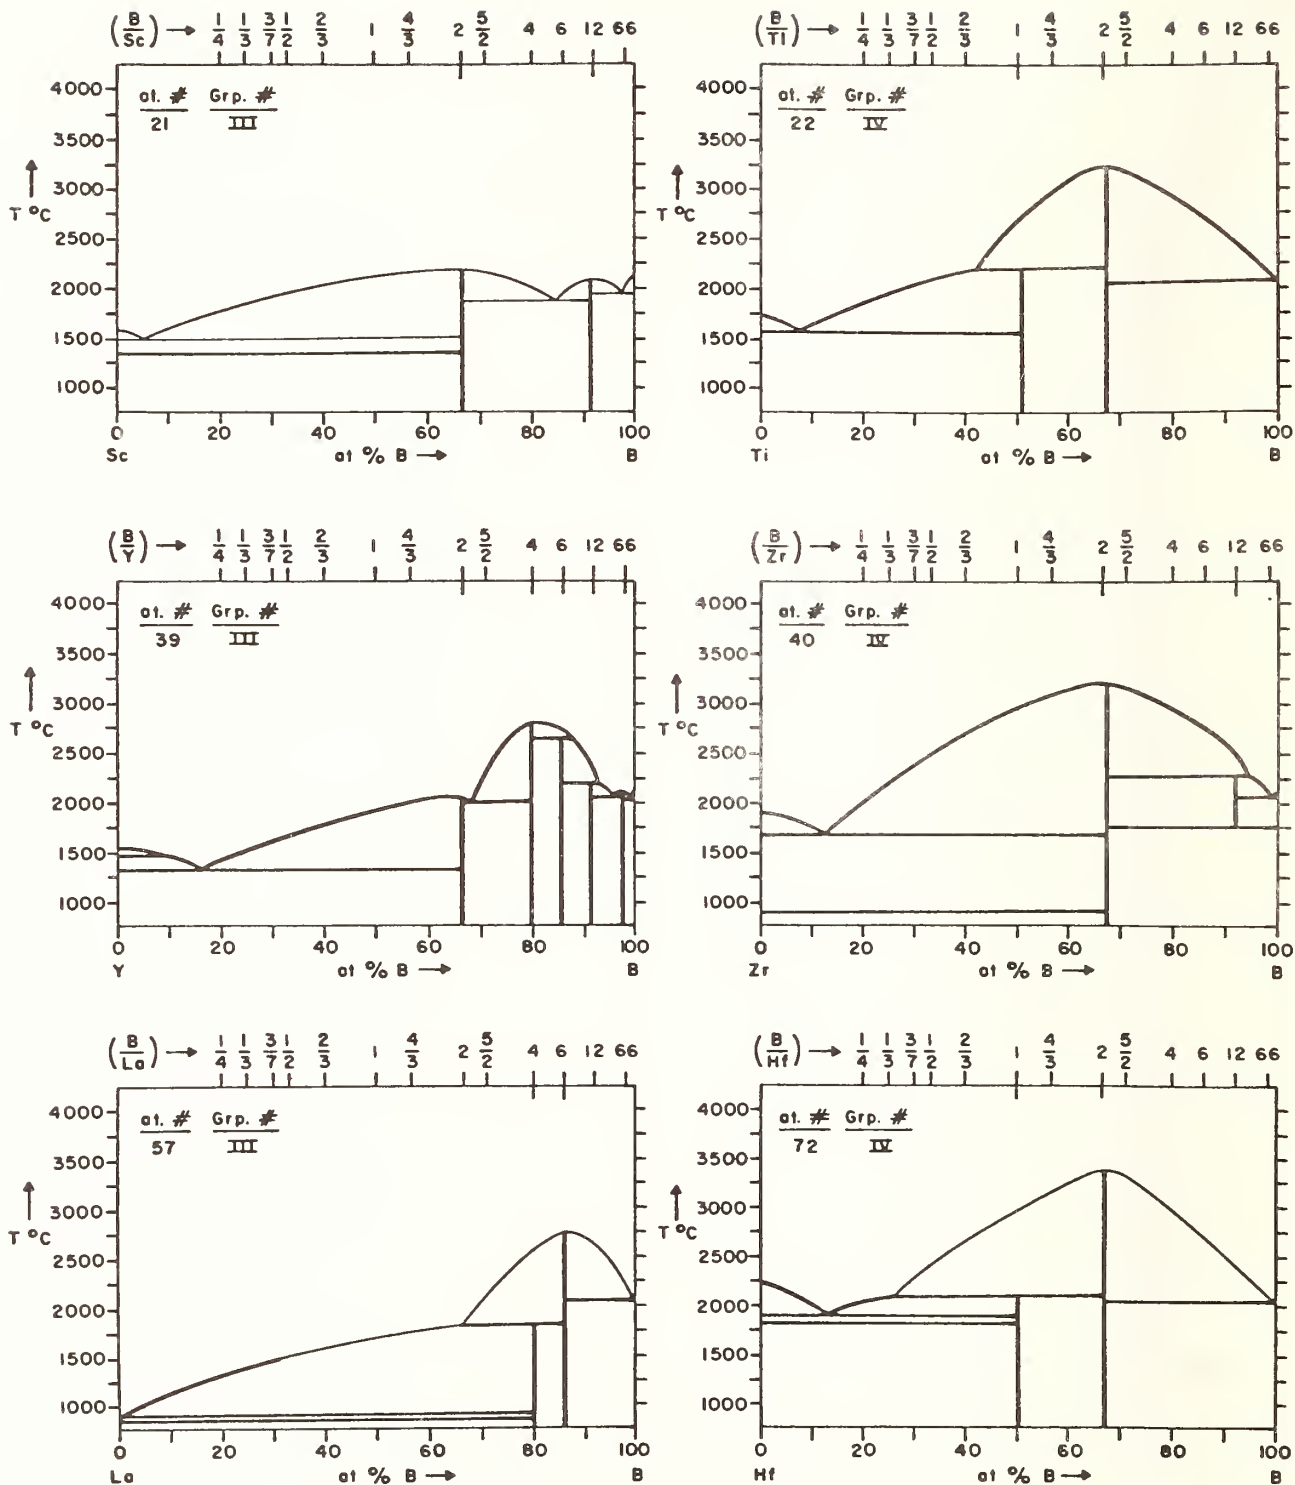 (B/Sc) → 1/4 1/3 3/7 1/2 2/3 1 4/3 2 5/2 4 6 12 66
at. # Grp. #
21 III
4000
3500
3000
T °C
2500
2000
1500
1000
0 20 40 60 80 100
Sc at % B → B
(B/Ti) → 1/4 1/3 3/7 1/2 2/3 1 4/3 2 5/2 4 6 12 66
at. # Grp. #
22 IV
4000
3500
3000
T °C
2500
2000
1500
1000
0 20 40 60 80 100
Ti at % B → B
(B/Y) → 1/4 1/3 3/7 1/2 2/3 1 4/3 2 5/2 4 6 12 66
at. # Grp. #
39 III
4000
3500
3000
T °C
2500
2000
1500
1000
0 20 40 60 80 100
Y at % B → B
(B/Zr) → 1/4 1/3 3/7 1/2 2/3 1 4/3 2 5/2 4 6 12 66
at. # Grp. #
40 IV
4000
3500
3000
T °C
2500
2000
1500
1000
0 20 40 60 80 100
Zr at % B → B
(B/La) → 1/4 1/3 3/7 1/2 2/3 1 4/3 2 5/2 4 6 12 66
at. # Grp. #
57 III
4000
3500
3000
T °C
2500
2000
1500
1000
0 20 40 60 80 100
La at % B → B
(B/Hf) → 1/4 1/3 3/7 1/2 2/3 1 4/3 2 5/2 4 6 12 66
at. # Grp. #
72 IV
4000
3500
3000
T °C
2500
2000
1500
1000
0 20 40 60 80 100
Hf at % B → B